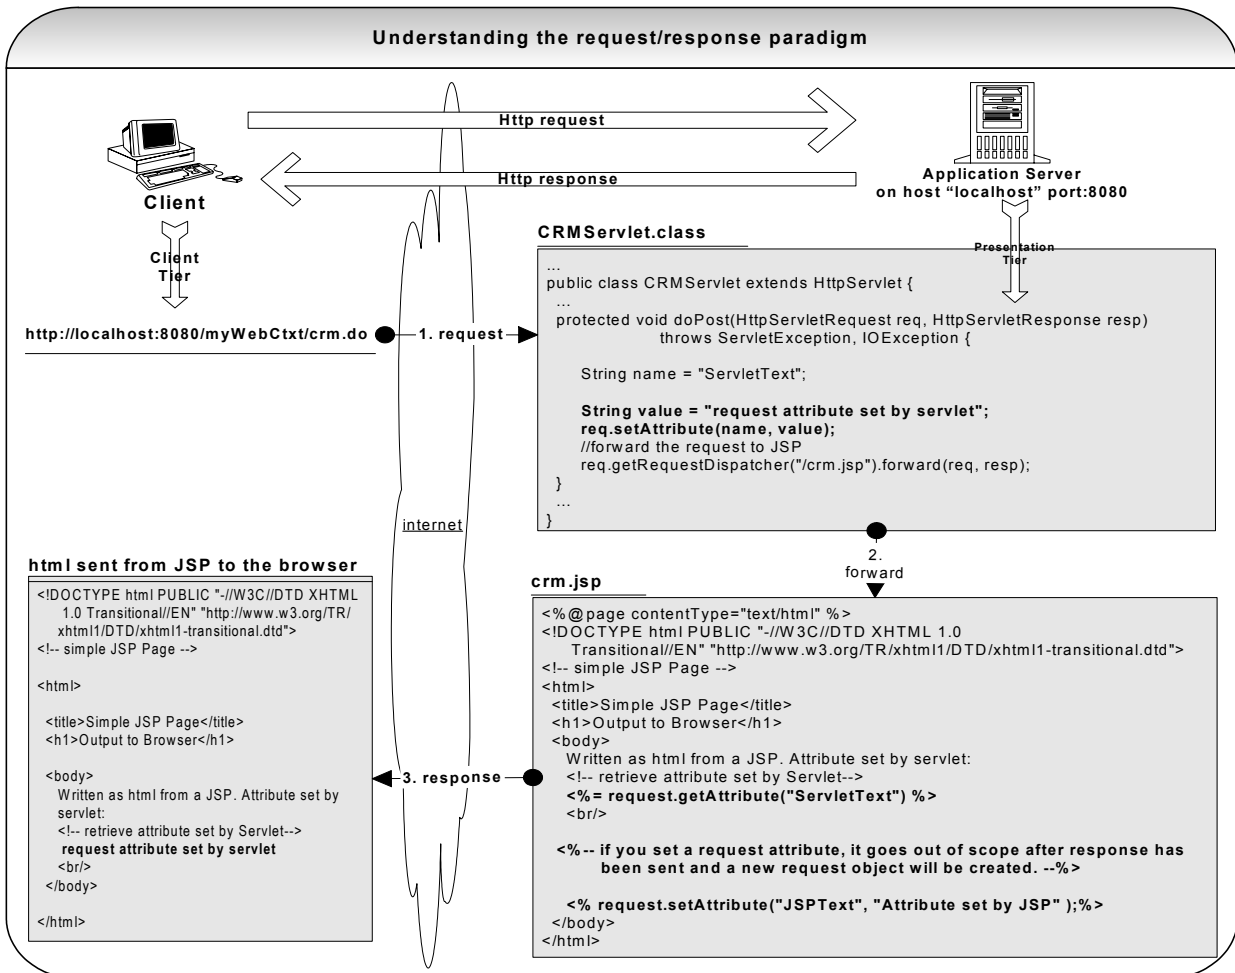 Understanding the request/response paradigm
Http request
Http response
Client
Application Server
on host “localhost” port:8080
Client
Tier
Presentation
Tier
http://localhost:8080/myWebCtxt/crm.do
1. request
CRMServlet.class
...
public class CRMServlet extends HttpServlet {
...
protected void doPost(HttpServletRequest req, HttpServletResponse resp)
throws ServletException, IOException {
String name = "ServletText";
String value = "request attribute set by servlet";
req.setAttribute(name, value);
//forward the request to JSP
req.getRequestDispatcher("/crm.jsp").forward(req, resp);
}
...
}
internet
2.
forward
html sent from JSP to the browser
<!DOCTYPE html PUBLIC "-//W3C//DTD XHTML
1.0 Transitional//EN" "http://www.w3.org/TR/
xhtml1/DTD/xhtml1-transitional.dtd">
<!-- simple JSP Page -->
<html>
<title>Simple JSP Page</title>
<h1>Output to Browser</h1>
<body>
Written as html from a JSP. Attribute set by
servlet:
<!-- retrieve attribute set by Servlet-->
request attribute set by servlet
<br/>
</body>
</html>
3. response
crm.jsp
<%@page contentType="text/html" %>
<!DOCTYPE html PUBLIC "-//W3C//DTD XHTML 1.0
Transitional//EN" "http://www.w3.org/TR/xhtml1/DTD/xhtml1-transitional.dtd">
<!-- simple JSP Page -->
<html>
<title>Simple JSP Page</title>
<h1>Output to Browser</h1>
<body>
Written as html from a JSP. Attribute set by servlet:
<!-- retrieve attribute set by Servlet-->
<%= request.getAttribute("ServletText") %>
<br/>
<%-- if you set a request attribute, it goes out of scope after response has
been sent and a new request object will be created. --%>
<% request.setAttribute("JSPText", "Attribute set by JSP" );%>
</body>
</html>